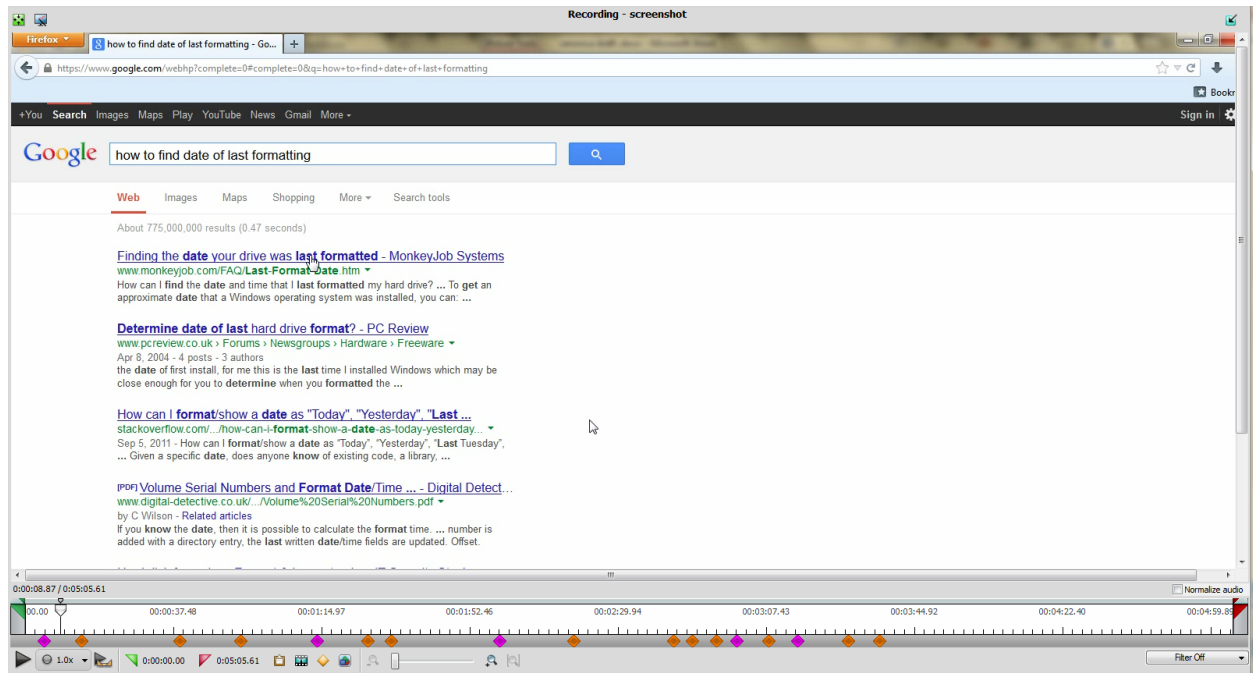 Recording - screenshot
Firefox
how to find date of last formatting - Go...
https://www.google.com/webhp?complete=0#complete=0&q=how+to+find+date+of+last+formatting
Bookr
+You Search Images Maps Play YouTube News Gmail More
Sign in
Google how to find date of last formatting
Web Images Maps Shopping More Search tools
About 775,000,000 results (0.47 seconds)
Finding the date your drive was last formatted - MonkeyJob Systems
www.monkeyjob.com/FAQ/Last-Format-Date.htm
How can I find the date and time that I last formatted my hard drive? ... To get an
approximate date that a Windows operating system was installed, you can: ...
Determine date of last hard drive format? - PC Review
www.pcreview.co.uk › Forums › Newsgroups › Hardware › Freeware
Apr 8, 2004 - 4 posts - 3 authors
the date of first install, for me this is the last time I installed Windows which may be
close enough for you to determine when you formatted the ...
How can I format/show a date as "Today", "Yesterday", "Last ...
stackoverflow.com/.../how-can-i-format-show-a-date-as-today-yesterday...
Sep 5, 2011 - How can I format/show a date as "Today", "Yesterday", "Last Tuesday",
... Given a specific date, does anyone know of existing code, a library, ...
[PDF] Volume Serial Numbers and Format Date/Time ... - Digital Detect...
www.digital-detective.co.uk/.../Volume%20Serial%20Numbers.pdf
by C Wilson - Related articles
If you know the date, then it is possible to calculate the format time. ... number is
added with a directory entry, the last written date/time fields are updated. Offset.
0:00:08.87 / 0:05:05.61
Normalize audio
00.00 00:00:37.48 00:01:14.97 00:01:52.46 00:02:29.94 00:03:07.43 00:03:44.92 00:04:22.40 00:04:59.89
1.0x 0:00:00.00 0:05:05.61
Filter Off